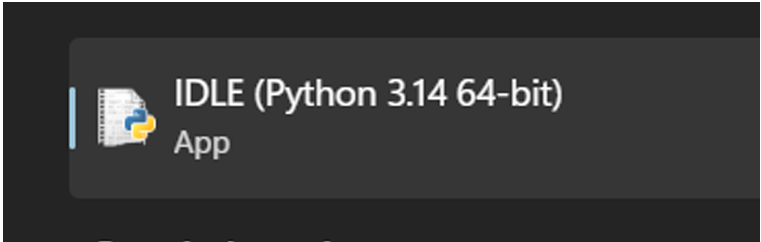 IDLE (Python 3.14 64-bit)
App